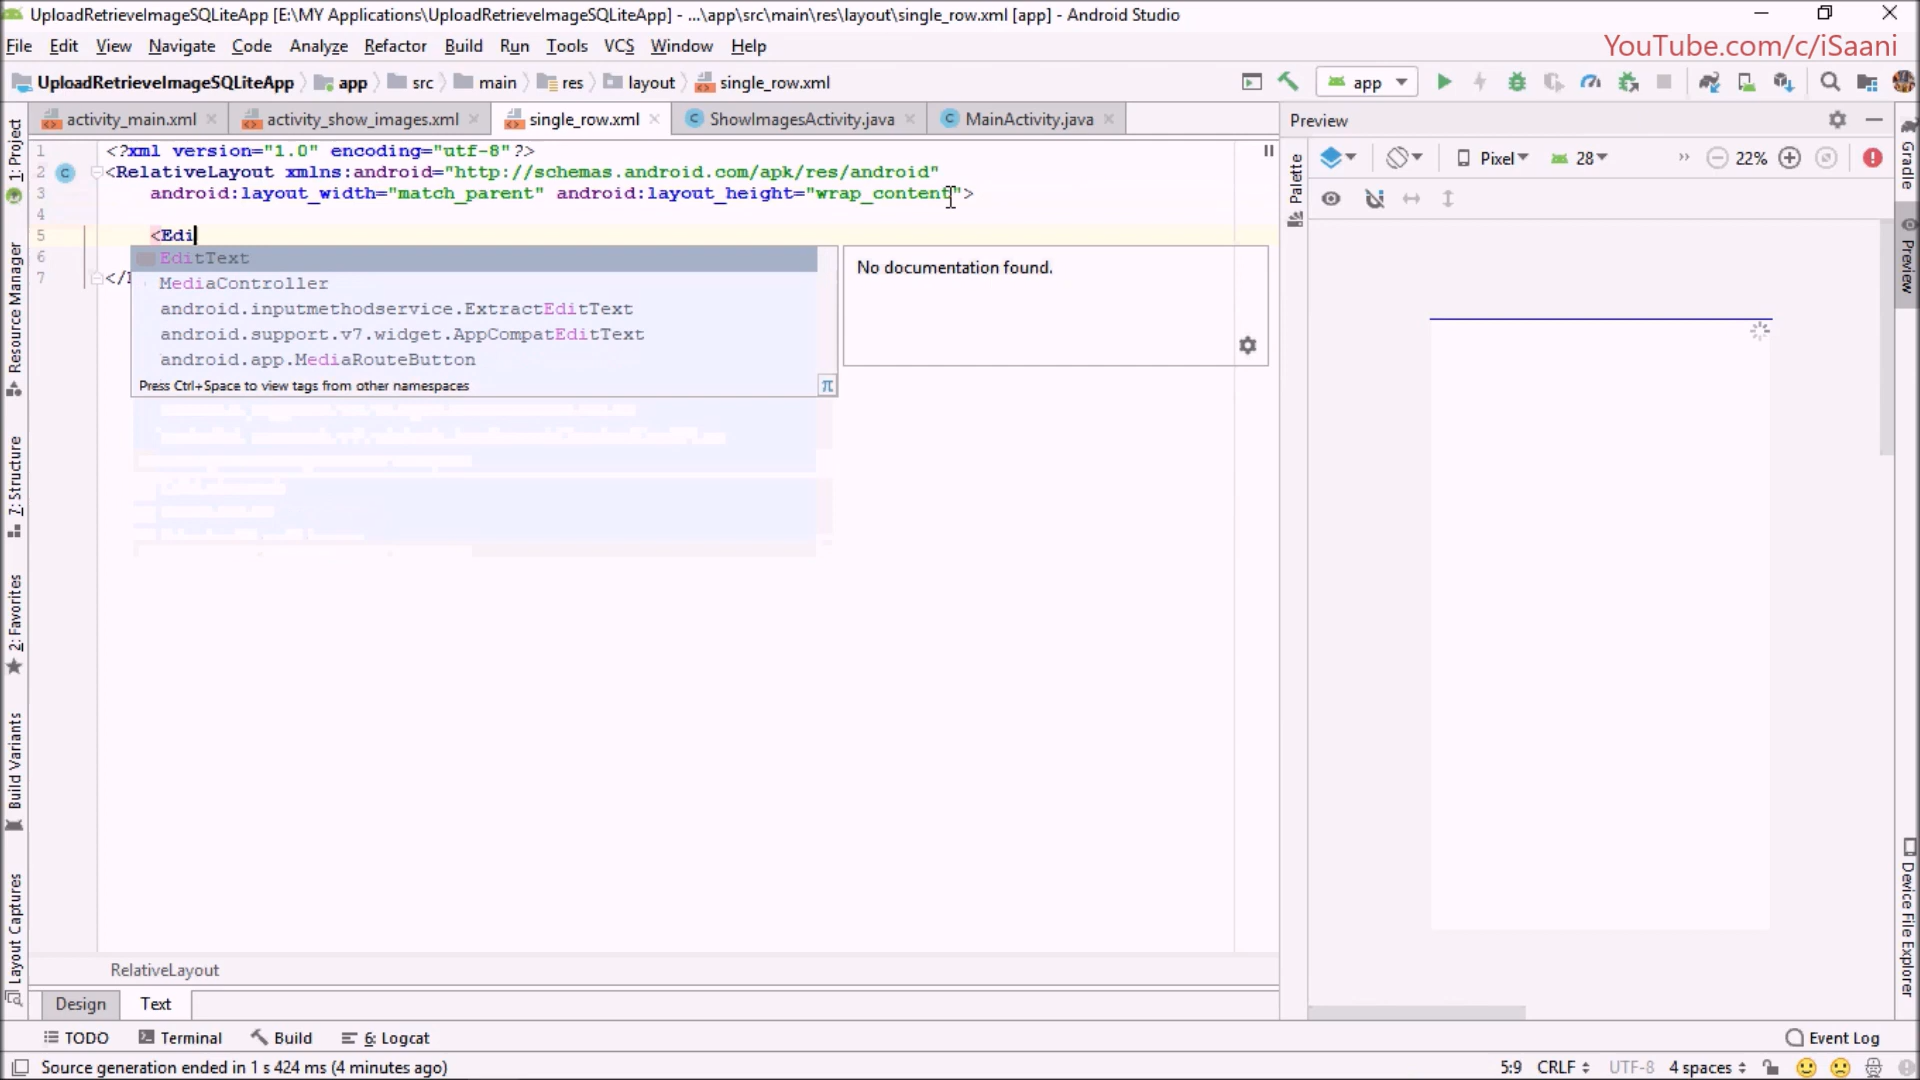 UploadRetrieveImageSQLiteApp [E:\MY Applications\UploadRetrieveImageSQLiteApp] - ...\app\src\main\res\layout\single_row.xml [app] - Android Studio
File Edit View Navigate Code Analyze Refactor Build Run Tools VCS Window Help
YouTube.com/c/iSaani
UploadRetrieveImageSQLiteApp app src main res layout single_row.xml app
activity_main.xml activity_show_images.xml single_row.xml ShowImagesActivity.java MainActivity.java
Preview
1 <?xml version="1.0" encoding="utf-8"?>
2 <RelativeLayout xmlns:android="http://schemas.android.com/apk/res/android"
3 android:layout_width="match_parent" android:layout_height="wrap_content">
4
5 <Edi
6
7 </
EditText
MediaController
android.inputmethodservice.ExtractEditText
android.support.v7.widget.AppCompatEditText
android.app.MediaRouteButton
Press Ctrl+Space to view tags from other namespaces
π
No documentation found.
Pixel 28 22%
Palette
1: Project
Resource Manager
7: Structure
2: Favorites
Build Variants
Layout Captures
Gradle
Preview
Device File Explorer
RelativeLayout
Design Text
TODO Terminal Build 6: Logcat Event Log
Source generation ended in 1 s 424 ms (4 minutes ago) 5:9 CRLF UTF-8 4 spaces